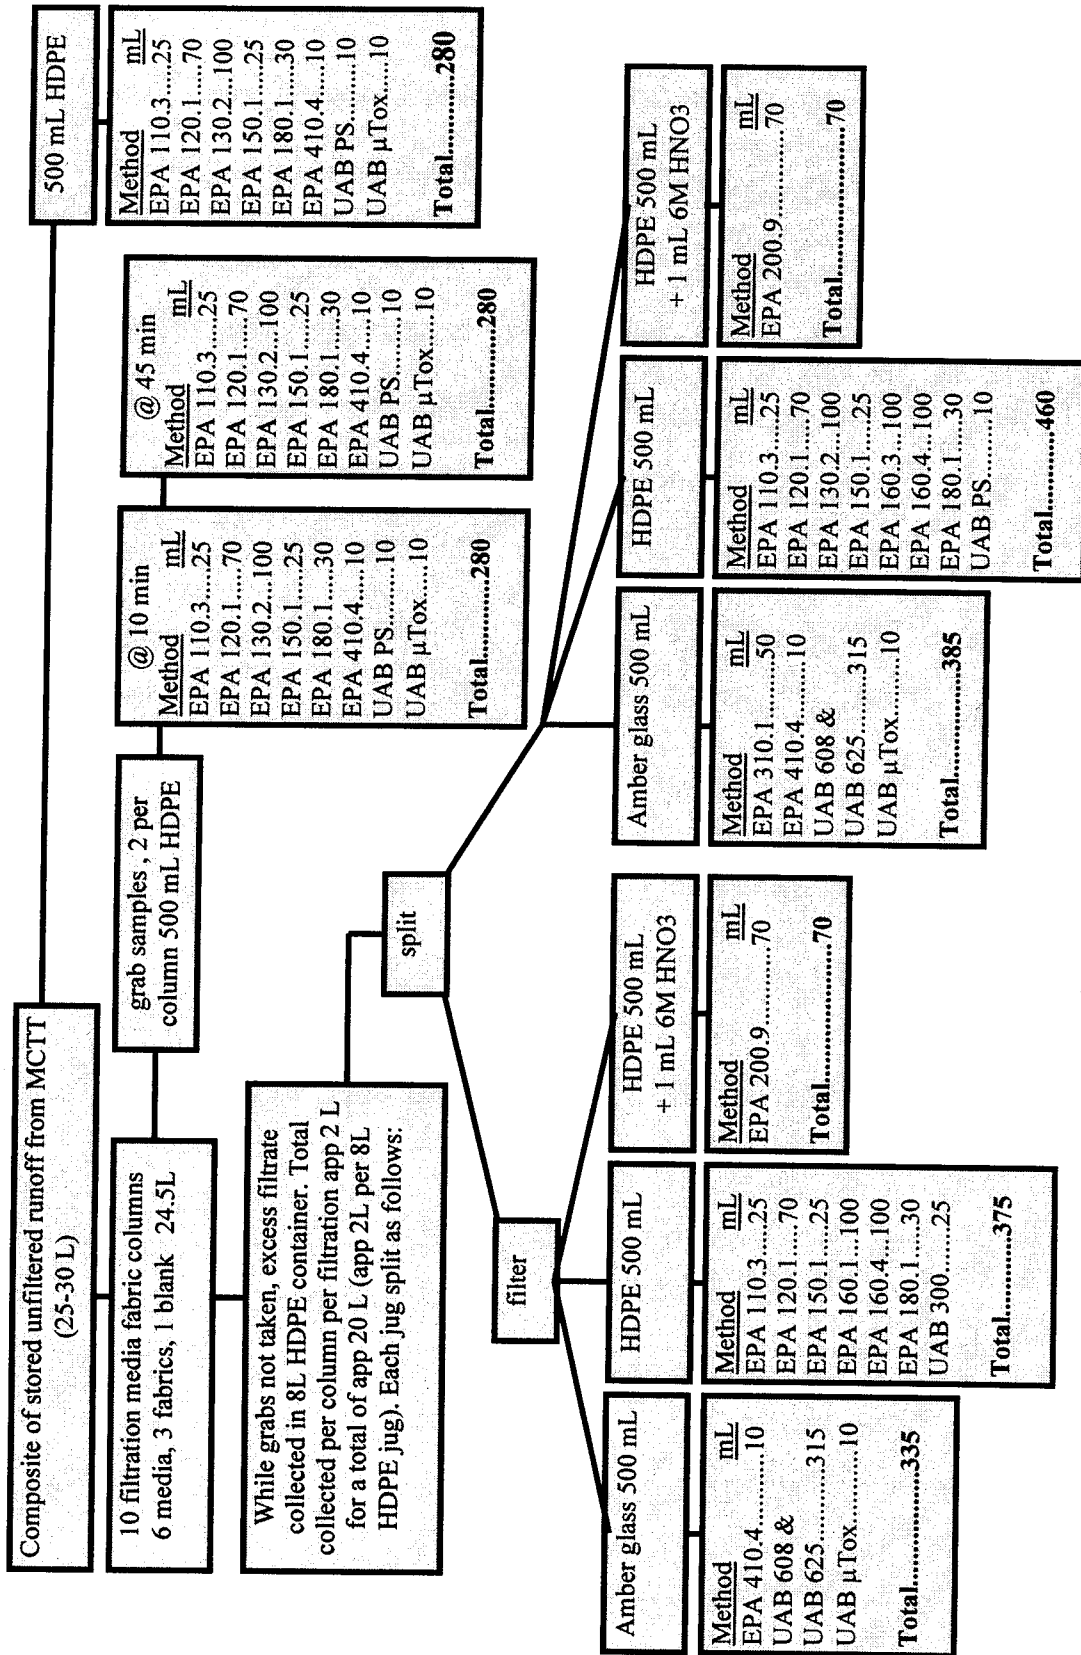 Composite of stored unfiltered runoff from MCTT
(25-30 L)
500 mL HDPE
Method mL
EPA 110.3.....25
EPA 120.1.....70
EPA 130.2...100
EPA 150.1.....25
EPA 180.1.....30
EPA 410.4.....10
UAB PS..........10
UAB µTox.....10
Total..............280
10 filtration media fabric columns
6 media, 3 fabrics, 1 blank 24.5L
grab samples , 2 per
column 500 mL HDPE
@ 10 min
Method mL
EPA 110.3.....25
EPA 120.1.....70
EPA 130.2...100
EPA 150.1.....25
EPA 180.1.....30
EPA 410.4.....10
UAB PS..........10
UAB µTox.....10
Total..............280
@ 45 min
Method mL
EPA 110.3.....25
EPA 120.1.....70
EPA 130.2...100
EPA 150.1.....25
EPA 180.1.....30
EPA 410.4.....10
UAB PS.........10
UAB µTox.....10
Total............280
While grabs not taken, excess filtrate
collected in 8L HDPE container. Total
collected per column per filtration app 2 L
for a total of app 20 L (app 2L per 8L
HDPE jug). Each jug split as follows:
split
filter
Amber glass 500 mL
Method mL
EPA 410.4..........10
UAB 608 &
UAB 625..........315
UAB µTox..........10
Total...................335
HDPE 500 mL
Method mL
EPA 110.3.....25
EPA 120.1.....70
EPA 150.1.....25
EPA 160.1...100
EPA 160.4...100
EPA 180.1.....30
UAB 300........25
Total.............375
HDPE 500 mL
+ 1 mL 6M HNO3
Method mL
EPA 200.9............70
Total.....................70
Amber glass 500 mL
Method mL
EPA 310.1..........50
EPA 410.4..........10
UAB 608 &
UAB 625.........315
UAB µTox..........10
Total..................385
HDPE 500 mL
Method mL
EPA 110.3.....25
EPA 120.1.....70
EPA 130.2...100
EPA 150.1.....25
EPA 160.3...100
EPA 160.4...100
EPA 180.1.....30
UAB PS.........10
Total............460
HDPE 500 mL
+ 1 mL 6M HNO3
Method mL
EPA 200.9..............70
Total.......................70